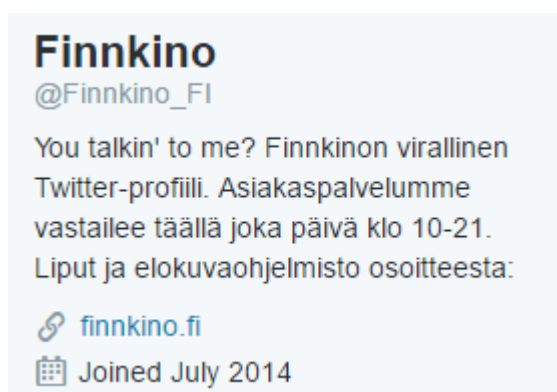 Finnkino
@Finnkino_FI
You talkin' to me? Finnkinon virallinen
Twitter-profiili. Asiakaspalvelumme
vastailee täällä joka päivä klo 10-21.
Liput ja elokuvaohjelmisto osoitteesta:
finnkino.fi
Joined July 2014